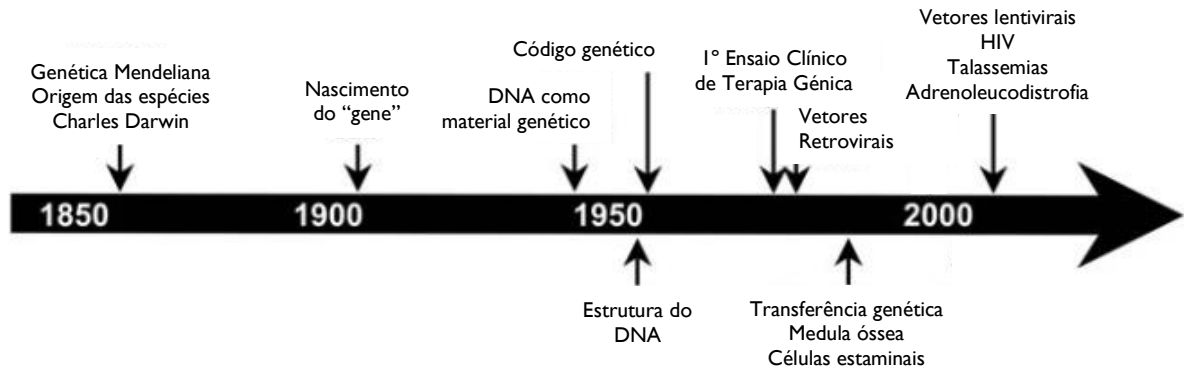 Genética Mendeliana
Origem das espécies
Charles Darwin
Nascimento
do “gene”
DNA como
material genético
Código genético
1º Ensaio Clínico
de Terapia Génica
Vetores
Retrovirais
Vetores lentivirais
HIV
Talassemias
Adrenoleucodistrofia
1850
1900
1950
2000
Estrutura do
DNA
Transferência genética
Medula óssea
Células estaminais